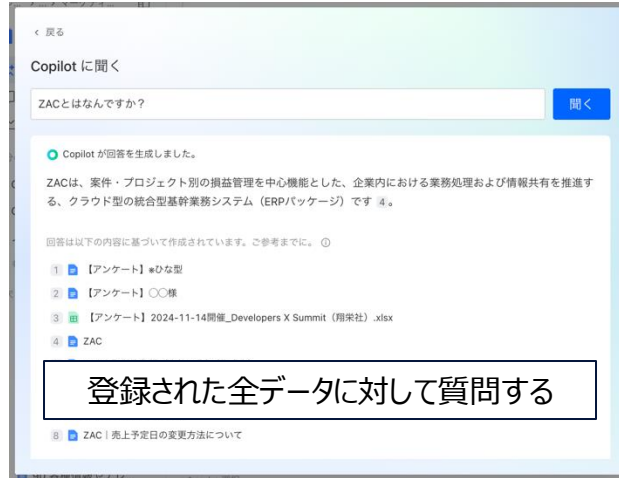 戻る
Copilot に聞く
ZACとはなんですか？
聞く
Copilot が回答を生成しました。
ZACは、案件・プロジェクト別の損益管理を中心機能とした、企業内における業務処理および情報共有を推進す
る、クラウド型の統合型基幹業務システム（ERPパッケージ）です 4 。
回答は以下の内容に基づいて作成されています。ご参考までに。
1 【アンケート】※ひな型
2 【アンケート】○○様
3 【アンケート】2024-11-14開催_Developers X Summit（翔栄社）.xlsx
4 ZAC
登録された全データに対して質問する
8 ZAC｜売上予定日の変更方法について